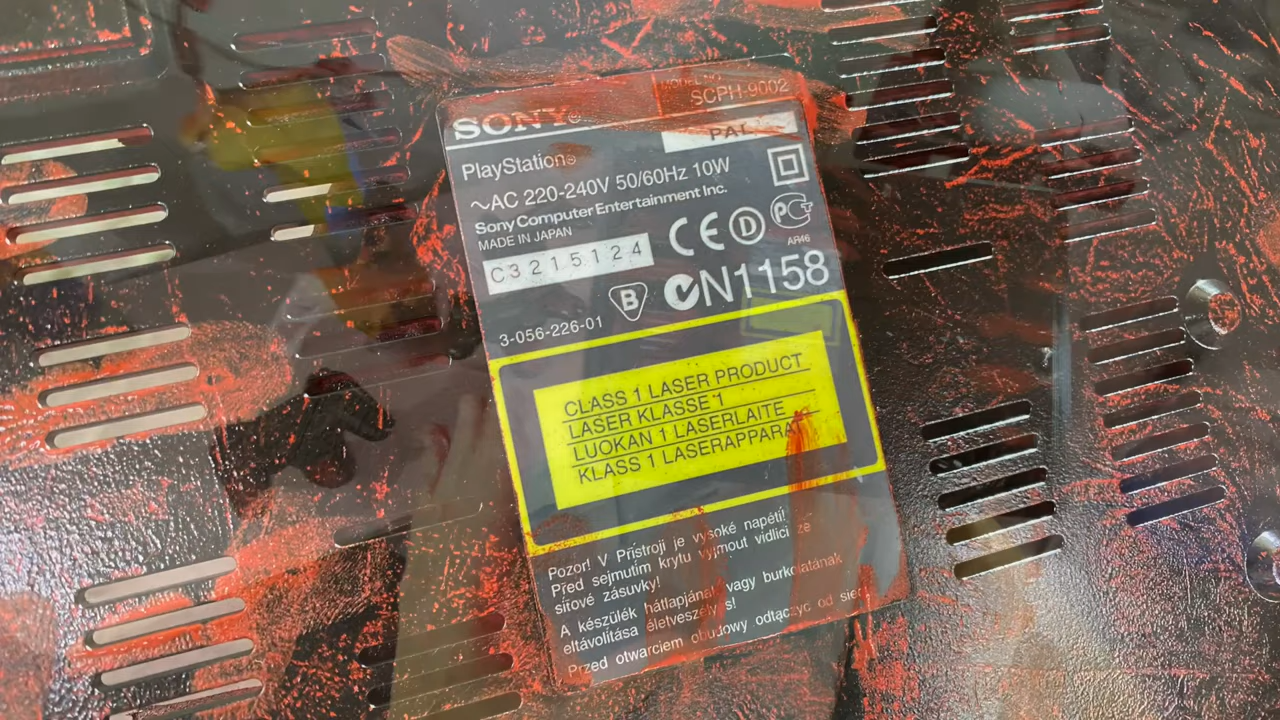 SCPH-9002
SONY®
PAL
PlayStation®
~AC 220-240V 50/60Hz 10W
Sony Computer Entertainment Inc.
MADE IN JAPAN
CE D PG
AR46
C3215124
B N1158
3-056-226-01
CLASS 1 LASER PRODUCT
LASER KLASSE 1
LUOKAN 1 LASERLAITE
KLASS 1 LASERAPPARAT
Pozor! V Přístroji je vysoké napětí!
Před sejmutím krytu vyjmout vidlici ze
síťové zásuvky!
A készülék hátlapjának vagy burkolatának
eltávolítása életveszélyes!
Przed otwarciem obudowy odtączyc od sieci